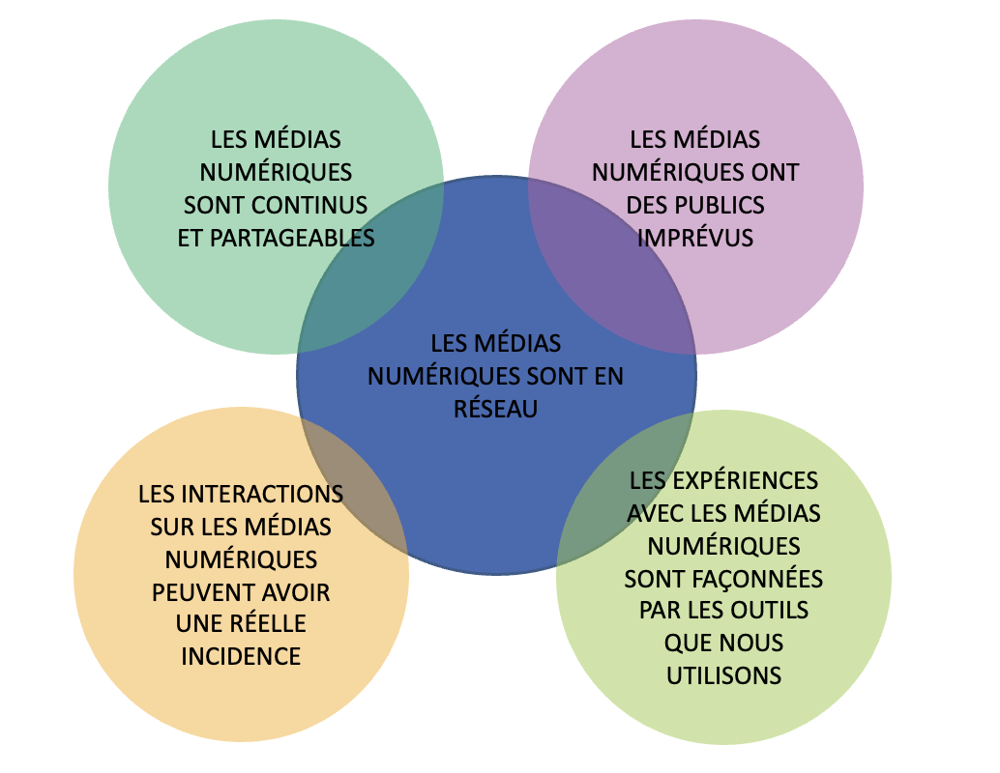 LES MÉDIAS
NUMÉRIQUES
SONT CONTINUS
ET PARTAGEABLES
LES MÉDIAS
NUMÉRIQUES ONT
DES PUBLICS
IMPRÉVUS
LES MÉDIAS
NUMÉRIQUES SONT EN
RÉSEAU
LES INTERACTIONS
SUR LES MÉDIAS
NUMÉRIQUES
PEUVENT AVOIR
UNE RÉELLE
INCIDENCE
LES EXPÉRIENCES
AVEC LES MÉDIAS
NUMÉRIQUES
SONT FAÇONNÉES
PAR LES OUTILS
QUE NOUS
UTILISONS